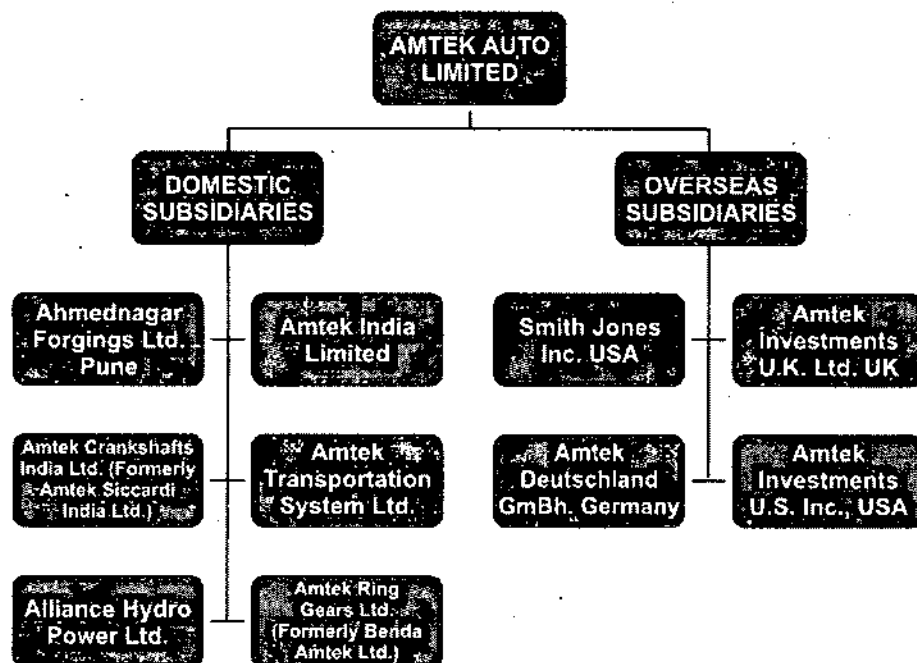 AMTEK AUTO
LIMITED
DOMESTIC
SUBSIDIARIES
OVERSEAS
SUBSIDIARIES
Ahmednagar
Forgings Ltd.
Pune
Amtek India
Limited
Smith Jones
Inc. USA
Amtek
Investments
U.K. Ltd. UK
Amtek Crankshafts
India Ltd. (Formerly
Amtek Siccardi
India Ltd.)
Amtek
Transportation
System Ltd.
Amtek
Deutschland
GmBh. Germany
Amtek
Investments
U.S. Inc., USA
Alliance Hydro
Power Ltd.
Amtek Ring
Gears Ltd.
(Formerly Benda
Amtek Ltd.)